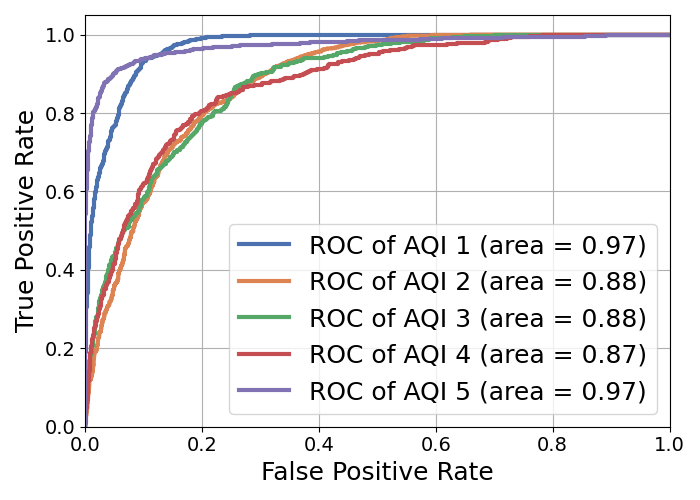 1.0
0.8
0.6
0.4
0.2
0.0
True Positive Rate
ROC of AQI 1 (area = 0.97)
ROC of AQI 2 (area = 0.88)
ROC of AQI 3 (area = 0.88)
ROC of AQI 4 (area = 0.87)
ROC of AQI 5 (area = 0.97)
0.0 0.2 0.4 0.6 0.8 1.0
False Positive Rate